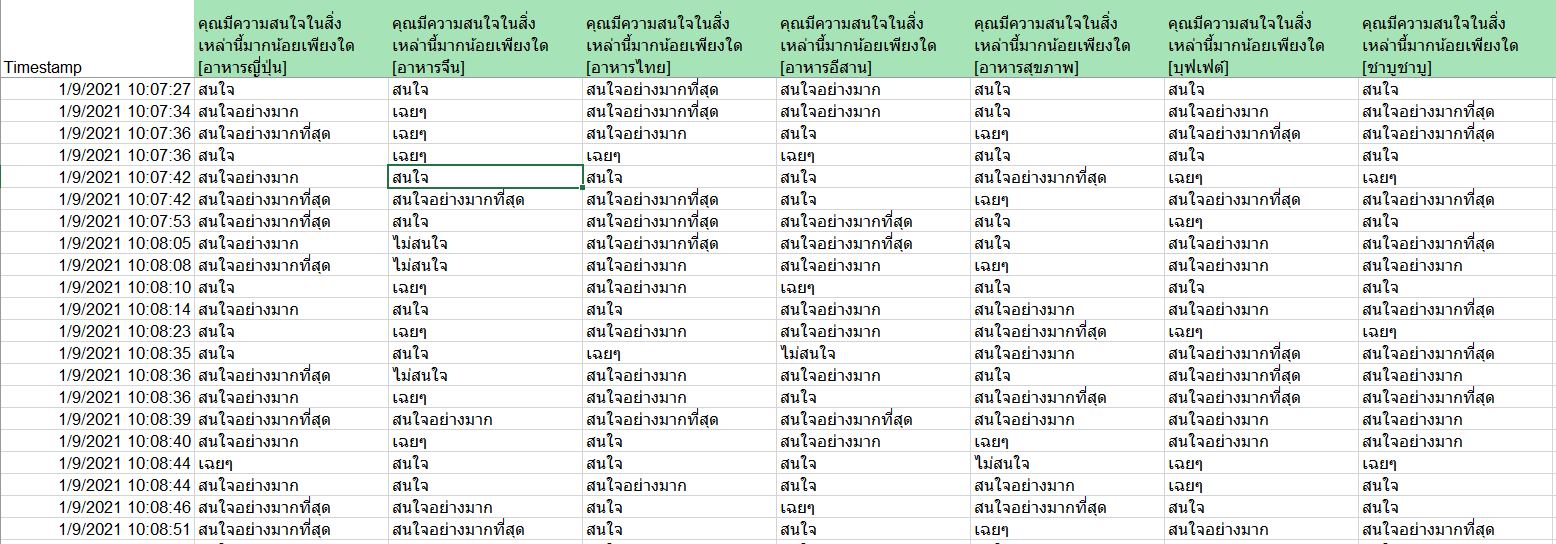 Timestamp คุณมีความสนใจในสิ่งเหล่านี้มากน้อยเพียงใด [อาหารญี่ปุ่น] คุณมีความสนใจในสิ่งเหล่านี้มากน้อยเพียงใด [อาหารจีน] คุณมีความสนใจในสิ่งเหล่านี้มากน้อยเพียงใด [อาหารไทย] คุณมีความสนใจในสิ่งเหล่านี้มากน้อยเพียงใด [อาหารอีสาน] คุณมีความสนใจในสิ่งเหล่านี้มากน้อยเพียงใด [อาหารสุขภาพ] คุณมีความสนใจในสิ่งเหล่านี้มากน้อยเพียงใด [บุฟเฟต์] คุณมีความสนใจในสิ่งเหล่านี้มากน้อยเพียงใด [ชาบูชาบู]
1/9/2021 10:07:27 สนใจ สนใจ สนใจอย่างมากที่สุด สนใจอย่างมาก สนใจ สนใจ สนใจ
1/9/2021 10:07:34 สนใจอย่างมาก เฉยๆ สนใจอย่างมากที่สุด สนใจอย่างมาก สนใจ สนใจอย่างมาก สนใจอย่างมากที่สุด
1/9/2021 10:07:36 สนใจอย่างมากที่สุด เฉยๆ สนใจอย่างมาก สนใจ เฉยๆ สนใจอย่างมากที่สุด สนใจอย่างมากที่สุด
1/9/2021 10:07:36 สนใจ เฉยๆ เฉยๆ เฉยๆ สนใจ สนใจ สนใจ
1/9/2021 10:07:42 สนใจอย่างมาก สนใจ สนใจ สนใจ สนใจอย่างมากที่สุด เฉยๆ เฉยๆ
1/9/2021 10:07:42 สนใจอย่างมากที่สุด สนใจอย่างมากที่สุด สนใจอย่างมากที่สุด สนใจ เฉยๆ สนใจอย่างมากที่สุด สนใจอย่างมากที่สุด
1/9/2021 10:07:53 สนใจอย่างมากที่สุด สนใจ สนใจอย่างมากที่สุด สนใจอย่างมากที่สุด สนใจ เฉยๆ สนใจ
1/9/2021 10:08:05 สนใจอย่างมาก ไม่สนใจ สนใจอย่างมากที่สุด สนใจอย่างมากที่สุด สนใจ สนใจอย่างมาก สนใจอย่างมากที่สุด
1/9/2021 10:08:08 สนใจอย่างมากที่สุด ไม่สนใจ สนใจอย่างมาก สนใจอย่างมาก เฉยๆ สนใจอย่างมาก สนใจอย่างมาก
1/9/2021 10:08:10 สนใจ เฉยๆ สนใจอย่างมาก เฉยๆ สนใจ สนใจ สนใจ
1/9/2021 10:08:14 สนใจอย่างมาก สนใจ สนใจ สนใจอย่างมาก สนใจอย่างมาก สนใจอย่างมาก สนใจอย่างมากที่สุด
1/9/2021 10:08:23 สนใจ เฉยๆ สนใจอย่างมาก สนใจอย่างมาก สนใจอย่างมากที่สุด เฉยๆ เฉยๆ
1/9/2021 10:08:35 สนใจ สนใจ เฉยๆ ไม่สนใจ สนใจอย่างมาก สนใจอย่างมากที่สุด สนใจอย่างมากที่สุด
1/9/2021 10:08:36 สนใจอย่างมากที่สุด ไม่สนใจ สนใจอย่างมาก สนใจอย่างมาก สนใจ สนใจอย่างมากที่สุด สนใจอย่างมาก
1/9/2021 10:08:36 สนใจอย่างมาก เฉยๆ สนใจอย่างมาก สนใจ สนใจอย่างมากที่สุด สนใจอย่างมากที่สุด สนใจอย่างมากที่สุด
1/9/2021 10:08:39 สนใจอย่างมากที่สุด สนใจอย่างมาก สนใจอย่างมากที่สุด สนใจอย่างมากที่สุด สนใจอย่างมาก สนใจอย่างมาก สนใจอย่างมาก
1/9/2021 10:08:40 สนใจอย่างมาก เฉยๆ สนใจ สนใจอย่างมาก เฉยๆ สนใจอย่างมาก สนใจอย่างมาก
1/9/2021 10:08:44 เฉยๆ สนใจ สนใจ สนใจ ไม่สนใจ เฉยๆ เฉยๆ
1/9/2021 10:08:44 สนใจอย่างมาก สนใจ สนใจอย่างมาก สนใจ สนใจอย่างมาก เฉยๆ สนใจ
1/9/2021 10:08:46 สนใจอย่างมากที่สุด สนใจอย่างมาก สนใจ เฉยๆ สนใจอย่างมากที่สุด สนใจ สนใจ
1/9/2021 10:08:51 สนใจอย่างมากที่สุด สนใจอย่างมากที่สุด สนใจ สนใจ เฉยๆ สนใจอย่างมาก สนใจอย่างมากที่สุด